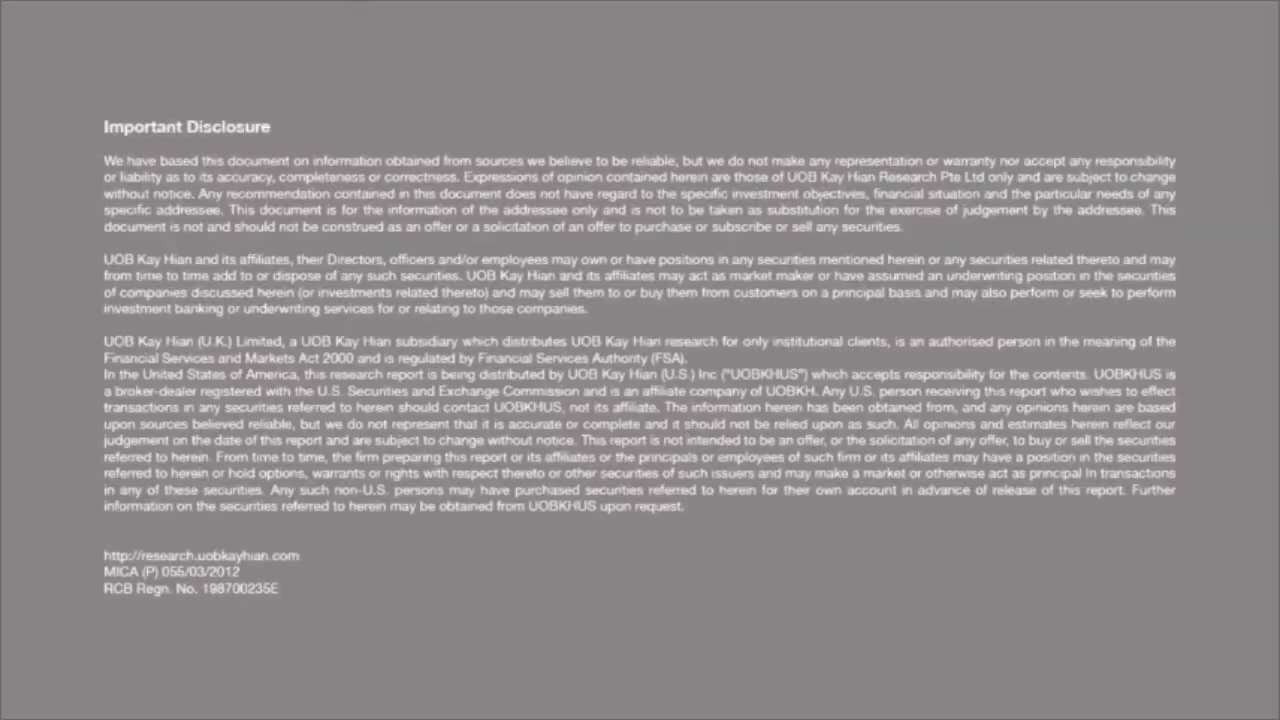 Important Disclosure
We have based this document on information obtained from sources we believe to be reliable, but we do not make any representation or warranty nor accept any responsibility
or liability as to its accuracy, completeness or correctness. Expressions of opinion contained herein are those of UOB Kay Hian Research Pte Ltd only and are subject to change
without notice. Any recommendation contained in this document does not have regard to the specific investment objectives, financial situation and the particular needs of any
specific addressee. This document is for the information of the addressee only and is not to be taken as substitution for the exercise of judgement by the addressee. This
document is not and should not be construed as an offer or a solicitation of an offer to purchase or subscribe or sell any securities.
UOB Kay Hian and its affiliates, their Directors, officers and/or employees may own or have positions in any securities mentioned herein or any securities related thereto and may
from time to time add to or dispose of any such securities. UOB Kay Hian and its affiliates may act as market maker or have assumed an underwriting position in the securities
of companies discussed herein (or investments related thereto) and may sell them to or buy them from customers on a principal basis and may also perform or seek to perform
investment banking or underwriting services for or relating to those companies.
UOB Kay Hian (U.K.) Limited, a UOB Kay Hian subsidiary which distributes UOB Kay Hian research for only institutional clients, is an authorised person in the meaning of the
Financial Services and Markets Act 2000 and is regulated by Financial Services Authority (FSA).
In the United States of America, this research report is being distributed by UOB Kay Hian (U.S.) Inc ("UOBKHUS") which accepts responsibility for the contents. UOBKHUS is
a broker-dealer registered with the U.S. Securities and Exchange Commission and is an affiliate company of UOBKH. Any U.S. person receiving this report who wishes to effect
transactions in any securities referred to herein should contact UOBKHUS, not its affiliate. The information herein has been obtained from, and any opinions herein are based
upon sources believed reliable, but we do not represent that it is accurate or complete and it should not be relied upon as such. All opinions and estimates herein reflect our
judgement on the date of this report and are subject to change without notice. This report is not intended to be an offer, or the solicitation of any offer, to buy or sell the securities
referred to herein. From time to time, the firm preparing this report or its affiliates or the principals or employees of such firm or its affiliates may have a position in the securities
referred to herein or hold options, warrants or rights with respect thereto or other securities of such issuers and may make a market or otherwise act as principal in transactions
in any of these securities. Any such non-U.S. persons may have purchased securities referred to herein for their own account in advance of release of this report. Further
information on the securities referred to herein may be obtained from UOBKHUS upon request.
http://research.uobkayhian.com
MICA (P) 055/03/2012
RCB Regn. No. 198700235E